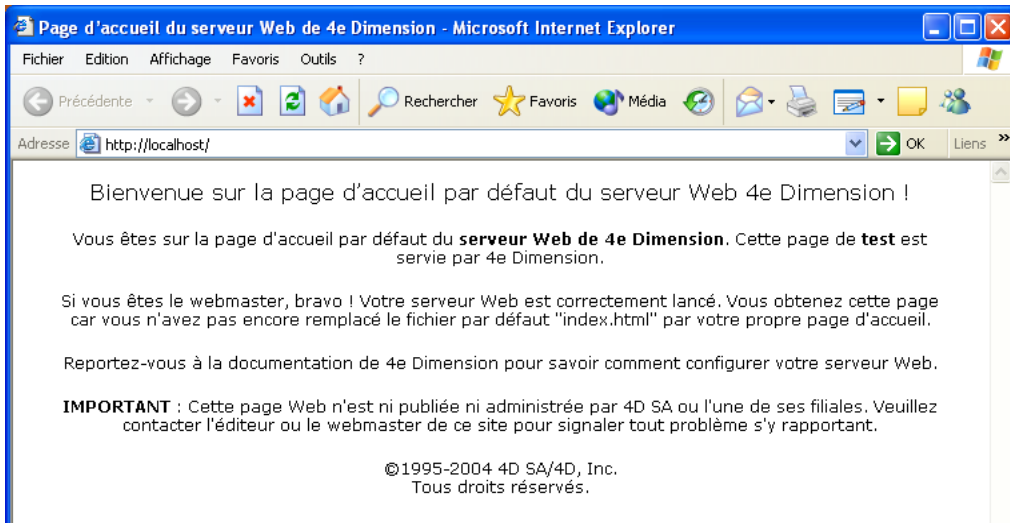 Page d'accueil du serveur Web de 4e Dimension - Microsoft Internet Explorer
Fichier Edition Affichage Favoris Outils ?
Précédente Rechercher Favoris Média
Adresse http://localhost/ OK Liens »
Bienvenue sur la page d'accueil par défaut du serveur Web 4e Dimension !
Vous êtes sur la page d'accueil par défaut du serveur Web de 4e Dimension. Cette page de test est
servie par 4e Dimension.
Si vous êtes le webmaster, bravo ! Votre serveur Web est correctement lancé. Vous obtenez cette page
car vous n'avez pas encore remplacé le fichier par défaut "index.html" par votre propre page d'accueil.
Reportez-vous à la documentation de 4e Dimension pour savoir comment configurer votre serveur Web.
IMPORTANT : Cette page Web n'est ni publiée ni administrée par 4D SA ou l'une de ses filiales. Veuillez
contacter l'éditeur ou le webmaster de ce site pour signaler tout problème s'y rapportant.
©1995-2004 4D SA/4D, Inc.
Tous droits réservés.